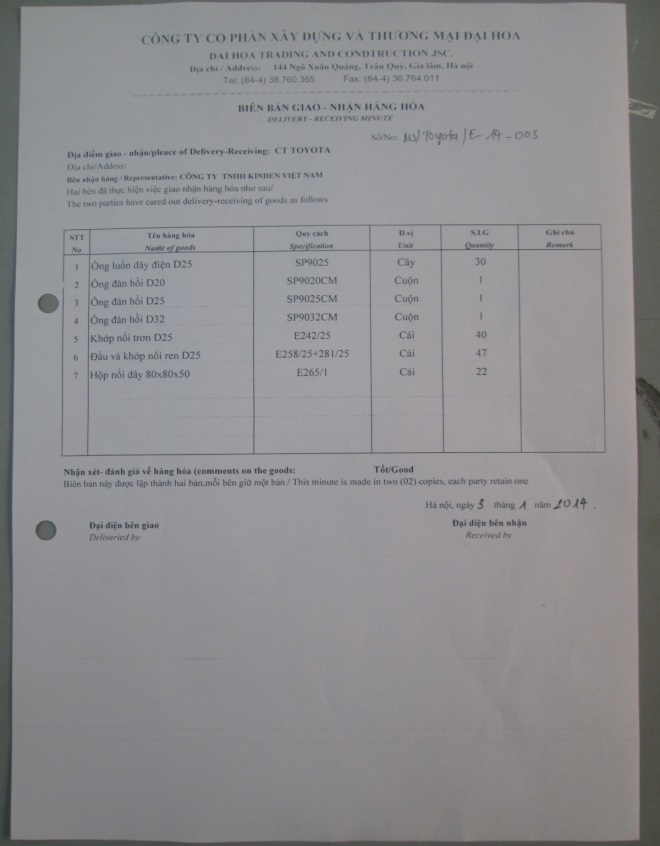 CÔNG TY CỔ PHẦN XÂY DỰNG VÀ THƯƠNG MẠI ĐẠI HOA
DAI HOA TRADING AND CONDTRUCTION JSC.
Địa chỉ / Address: 144 Ngô Xuân Quảng, Trâu Quỳ, Gia lâm, Hà nội
Tel: (84-4) 38.760.365 Fax: (84-4) 36.764.011
BIÊN BẢN GIAO - NHẬN HÀNG HÓA
DELIVERY - RECEIVING MINUTE
Số/No: /Toyota/E-14-003
Địa điểm giao - nhận/pleace of Delivery-Receiving: CT TOYOTA
Địa chỉ/Addess:
Bên nhận hàng / Representative: CÔNG TY TNHH KINDEN VIỆT NAM
Hai bên đã thực hiện việc giao nhận hàng hóa như sau/
The two parties have cared out delivery-receiving of goods as follows
STT Tên hàng hóa Quy cách Đ.vị S.LG Ghi chú
No Name of goods Specification Unit Quantity Remark
1 Ống luồn dây điện D25 SP9025 Cây 30
2 Ống đàn hồi D20 SP9020CM Cuộn 1
3 Ống đàn hồi D25 SP9025CM Cuộn 1
4 Ống đàn hồi D32 SP9032CM Cuộn 1
5 Khớp nối trơn D25 E242/25 Cái 40
6 Đầu và khớp nối ren D25 E258/25+281/25 Cái 47
7 Hộp nối dây 80x80x50 E265/1 Cái 22
Nhận xét- đánh giá về hàng hóa (comments on the goods: Tốt/Good
Biên bản này được lập thành hai bản,mỗi bên giữ một bản / This minute is made in two (02) copies, each party retain one
Hà nội, ngày 3 tháng 1 năm 2014.
Đại diện bên giao Đại diện bên nhận
Deliveried by Received by